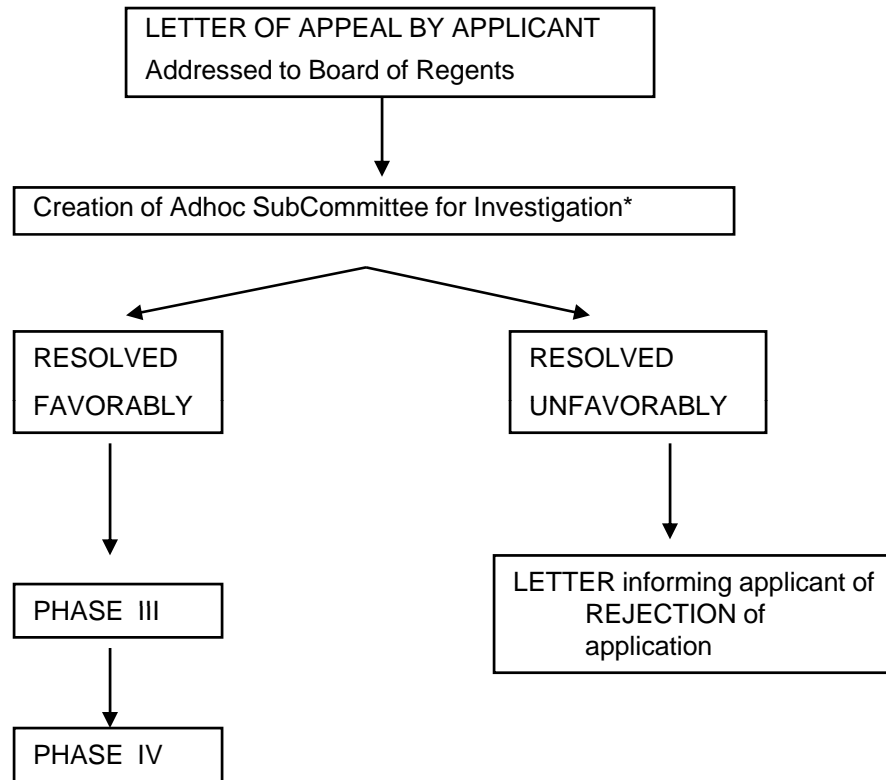 LETTER OF APPEAL BY APPLICANT
Addressed to Board of Regents
Creation of Adhoc SubCommittee for Investigation*
RESOLVED
FAVORABLY
RESOLVED
UNFAVORABLY
PHASE III
LETTER informing applicant of
REJECTION of
application
PHASE IV